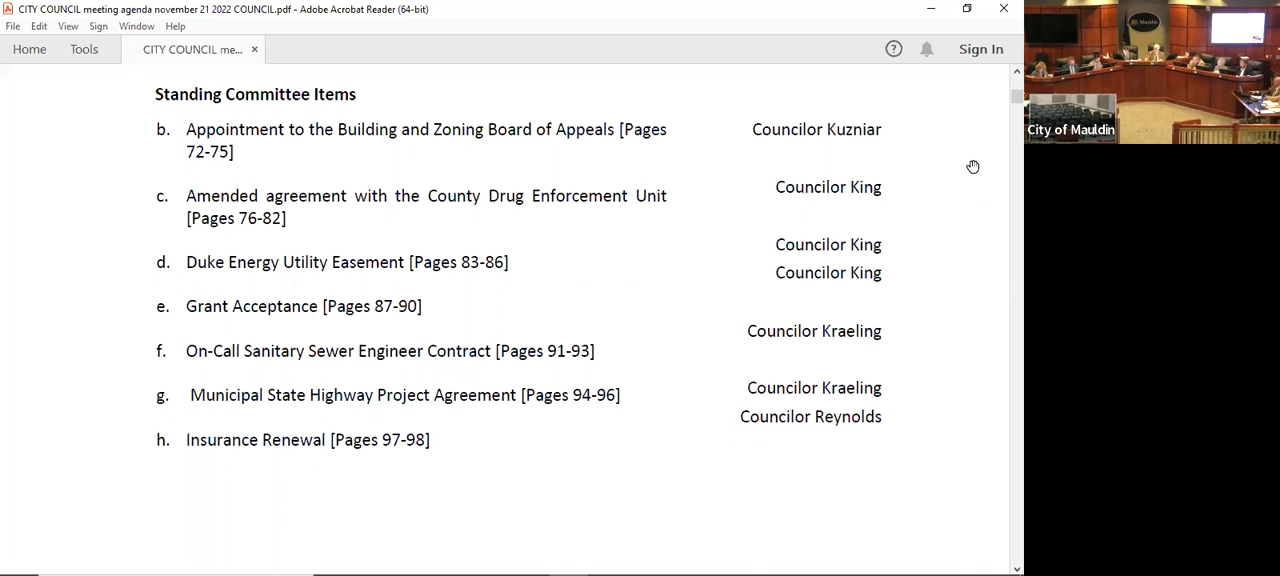 CITY COUNCIL meeting agenda november 21 2022 COUNCIL.pdf - Adobe Acrobat Reader (64-bit)
File Edit View Sign Window Help
Home Tools CITY COUNCIL me... × Sign In
Standing Committee Items
b. Appointment to the Building and Zoning Board of Appeals [Pages 72-75] Councilor Kuzniar
c. Amended agreement with the County Drug Enforcement Unit [Pages 76-82] Councilor King
d. Duke Energy Utility Easement [Pages 83-86] Councilor King
Councilor King
e. Grant Acceptance [Pages 87-90]
Councilor Kraeling
f. On-Call Sanitary Sewer Engineer Contract [Pages 91-93]
g. Municipal State Highway Project Agreement [Pages 94-96] Councilor Kraeling
Councilor Reynolds
h. Insurance Renewal [Pages 97-98]
Mauldin
City of Mauldin